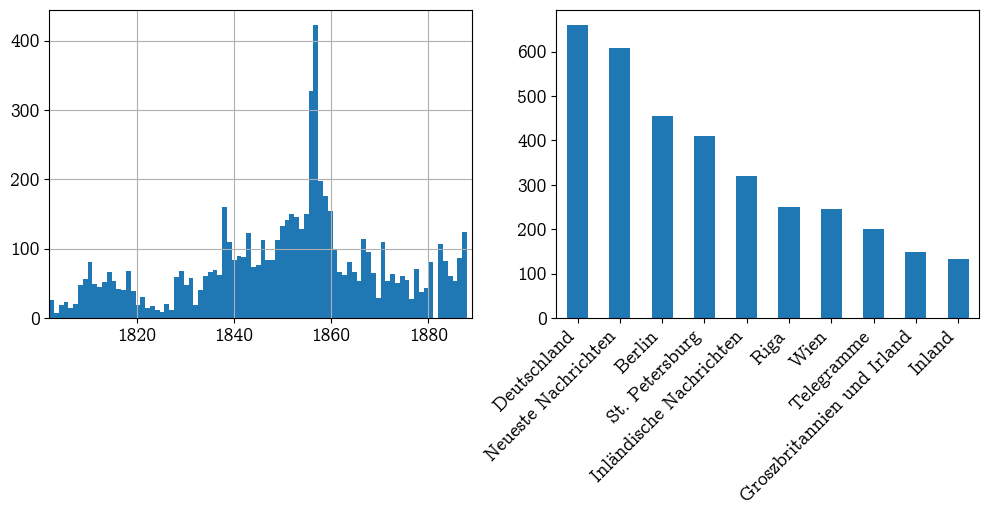 400
300
200
100
0
1820 1840 1860 1880
600
500
400
300
200
100
0
Deutschland
Neueste Nachrichten
Berlin
St. Petersburg
Inländische Nachrichten
Riga
Wien
Telegramme
Groszbritannien und Irland
Inland